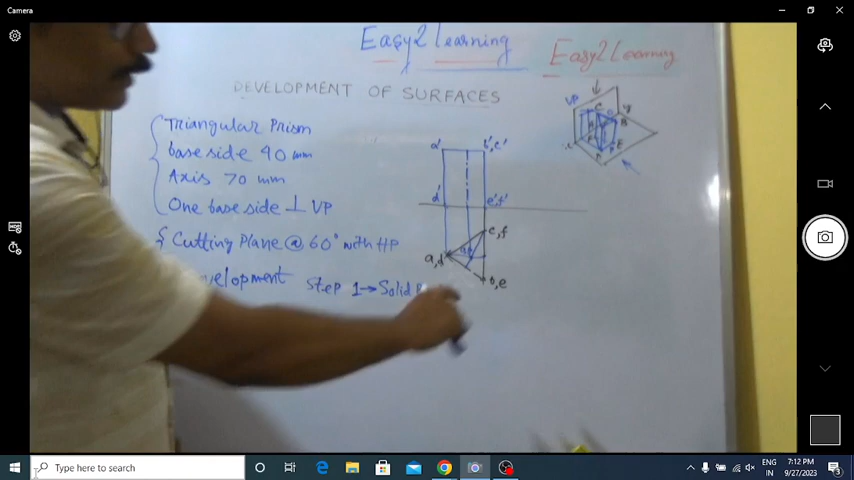 Camera
Easy2learning
Easy2Learning
DEVELOPMENT OF SURFACES
Triangular Prism
base side 40 mm
Axis 70 mm
One base side ⊥ VP
Cutting Plane @ 60° with HP
Step 1→Solid
a' b',c'
d' e',f'
c,f
a,d
b,e
VP
C
B
E
Type here to search
ENG
IN
7:12 PM
9/27/2023
3